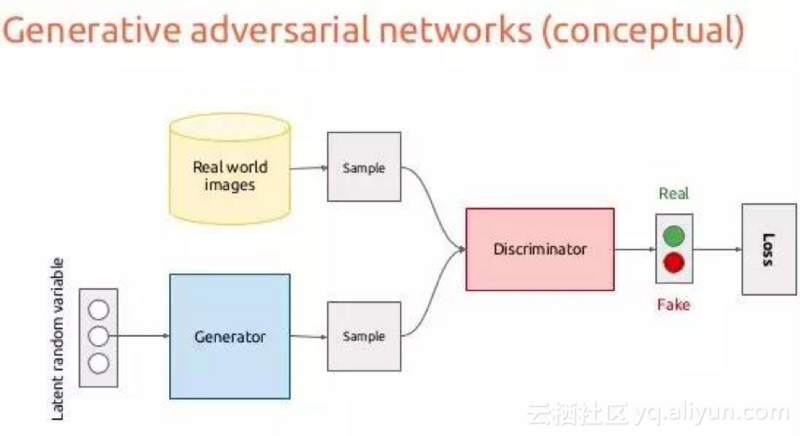 Generative adversarial networks (conceptual)
Real world
images
Sample
Real
Discriminator
Loss
Fake
Latent random variable
Generator
Sample
云栖社区 yq.aliyun.com